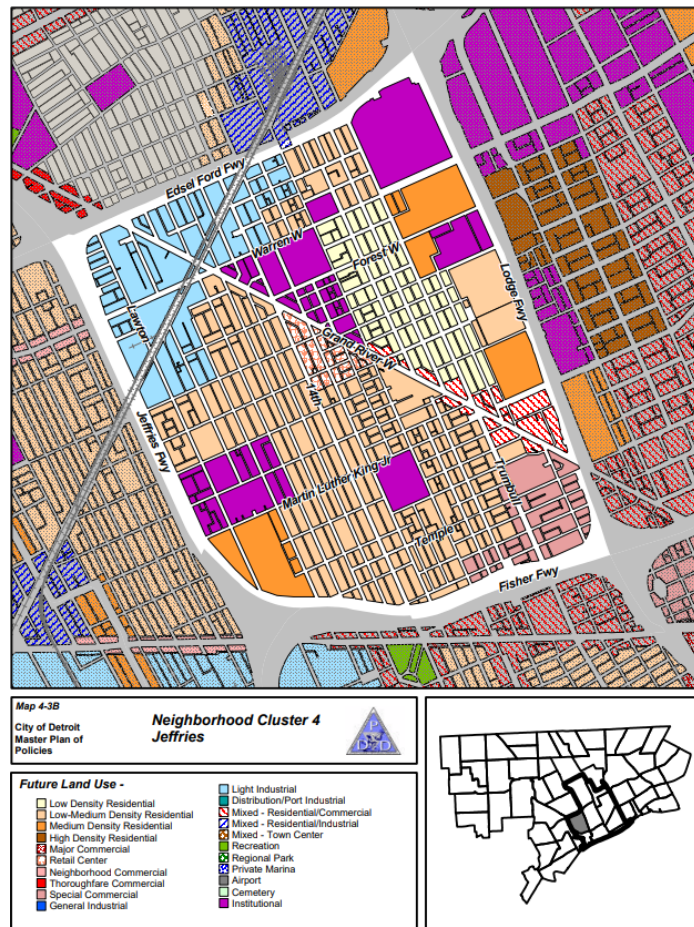 Edsel Ford Fwy
Warren W
Forest W
Lodge Fwy
Lawton
Grand River W
14th
Jeffries Fwy
Martin Luther King Jr
Trumbull
Temple
Fisher Fwy
Map 4-3B
City of Detroit
Master Plan of
Policies
Neighborhood Cluster 4
Jeffries
Future Land Use -
Low Density Residential
Low-Medium Density Residential
Medium Density Residential
High Density Residential
Major Commercial
Retail Center
Neighborhood Commercial
Thoroughfare Commercial
Special Commercial
General Industrial
Light Industrial
Distribution/Port Industrial
Mixed - Residential/Commercial
Mixed - Residential/Industrial
Mixed - Town Center
Recreation
Regional Park
Private Marina
Airport
Cemetery
Institutional